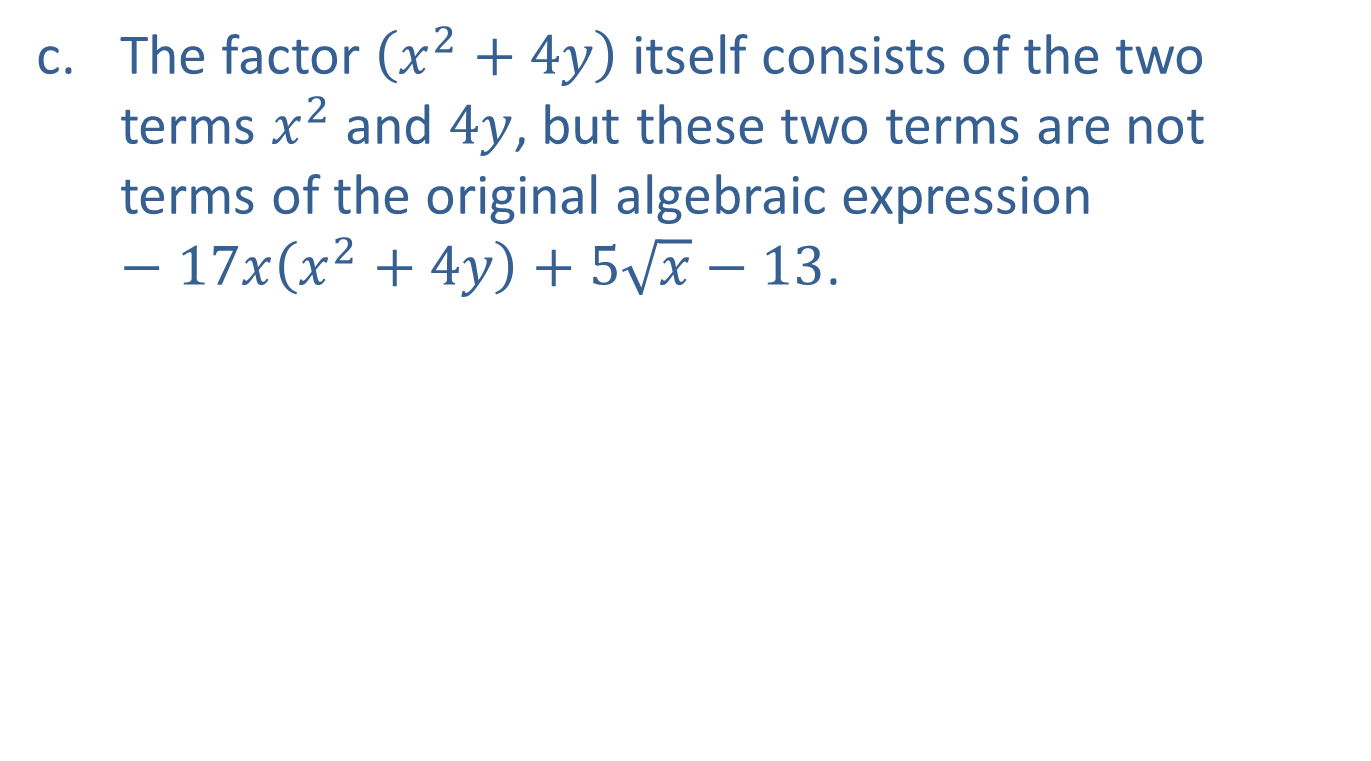 c. The factor (x² + 4y) itself consists of the two
terms x² and 4y, but these two terms are not
terms of the original algebraic expression
− 17x(x² + 4y) + 5√x − 13.